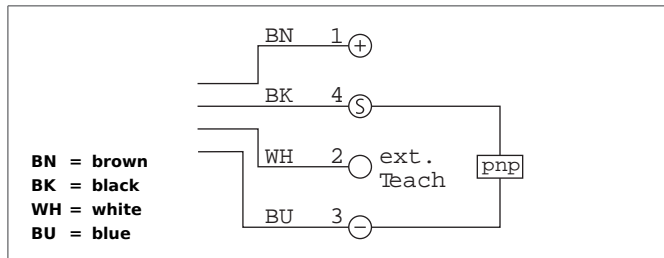 BN 1 +
BK 4 S
WH 2 ext.
Teach
pnp
BU 3 −
BN = brown
BK = black
WH = white
BU = blue